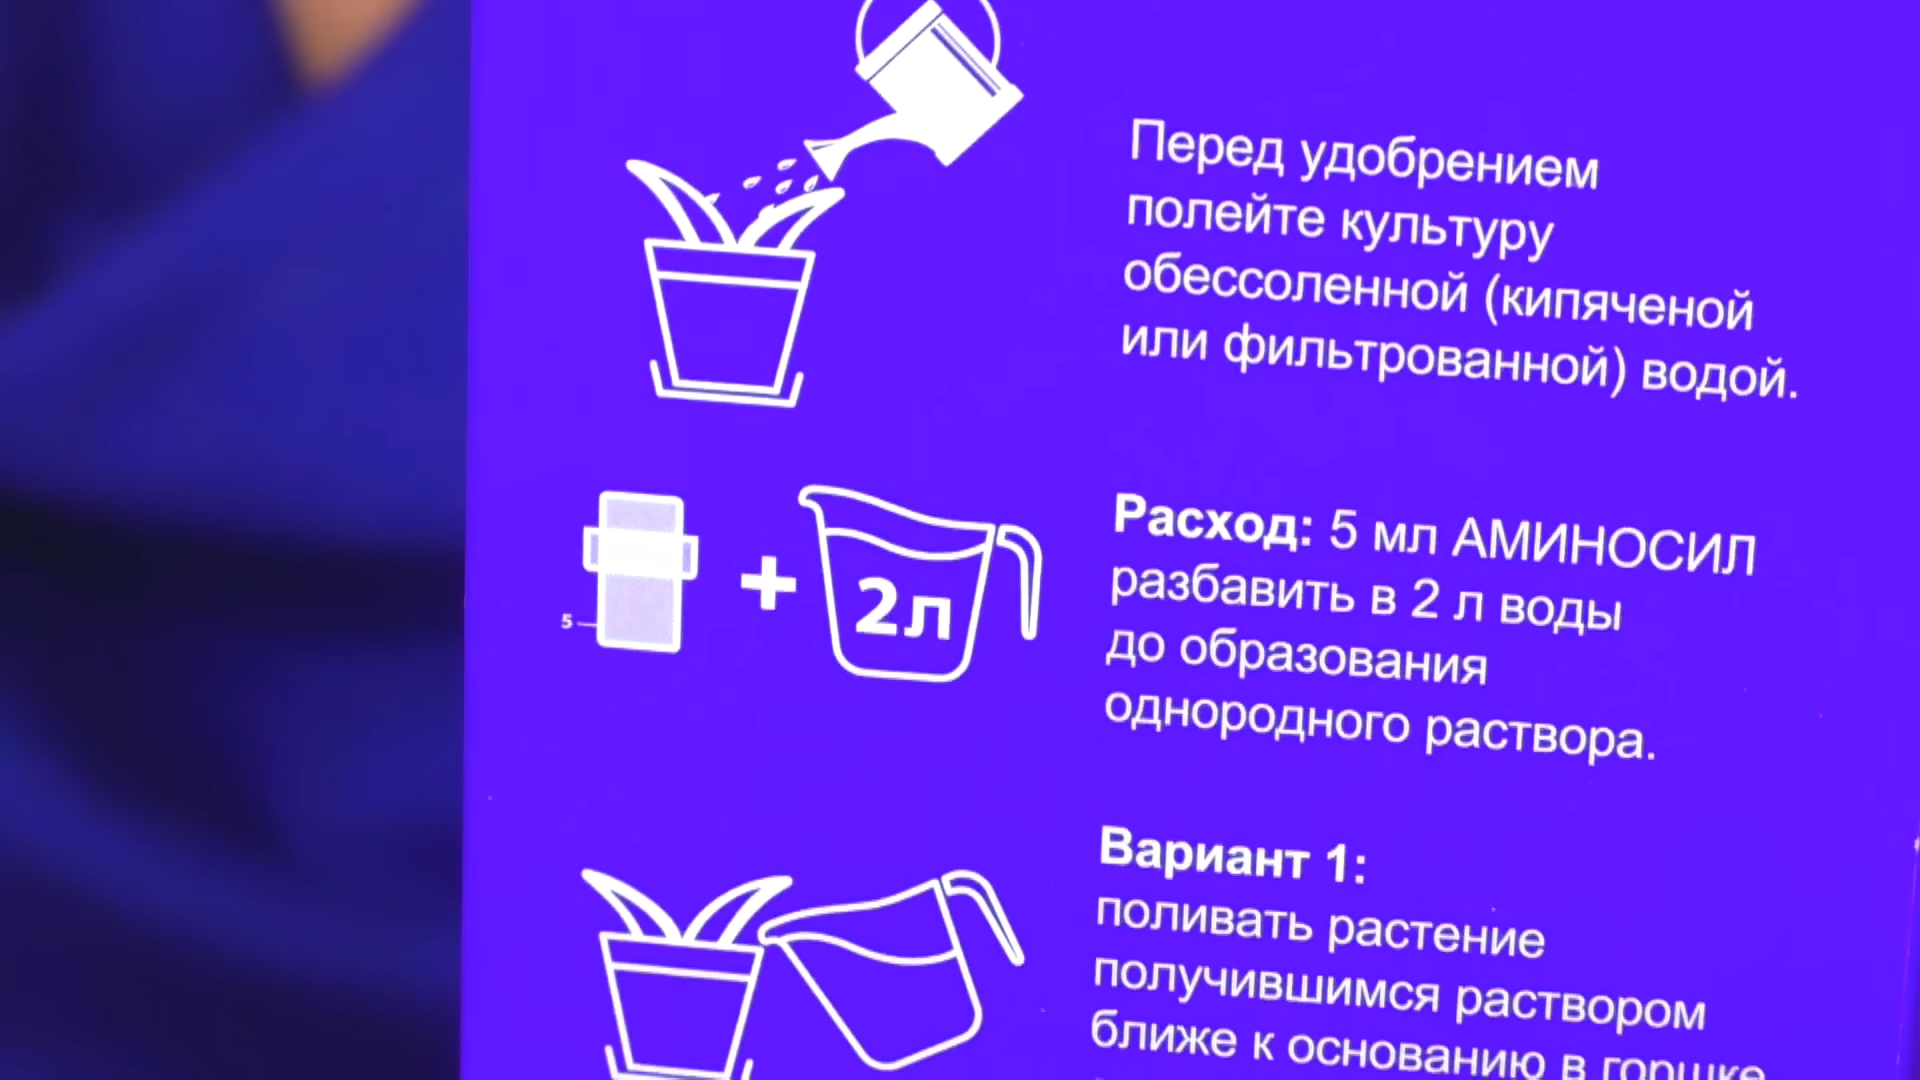 Перед удобрением
полейте культуру
обессоленной (кипяченой
или фильтрованной) водой.
5
2л
Расход: 5 мл АМИНОСИЛ
разбавить в 2 л воды
до образования
однородного раствора.
Вариант 1:
поливать растение
получившимся раствором
ближе к основанию в горшке